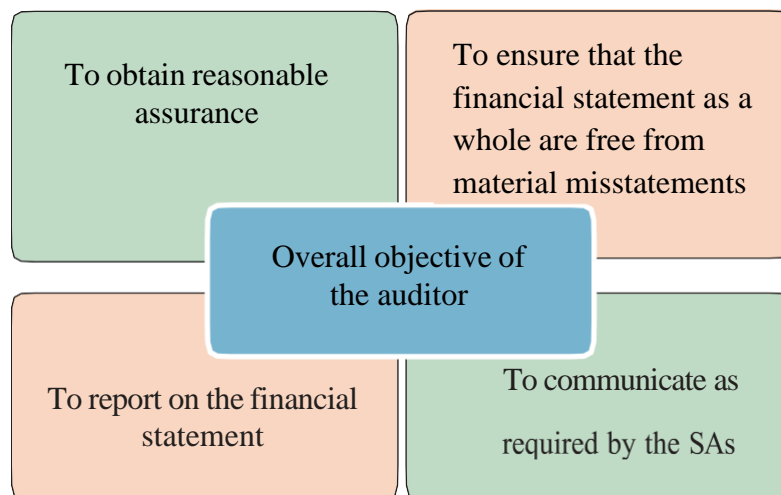 To obtain reasonable
assurance
To ensure that the
financial statement as a
whole are free from
material misstatements
Overall objective of
the auditor
To report on the financial
statement
To communicate as
required by the SAs